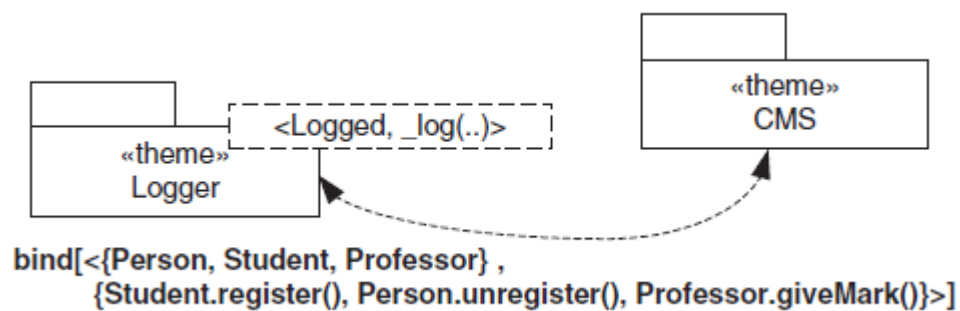 «theme»
CMS
<Logged, _log(..)>
«theme»
Logger
bind[<{Person, Student, Professor} ,
{Student.register(), Person.unregister(), Professor.giveMark()}>]